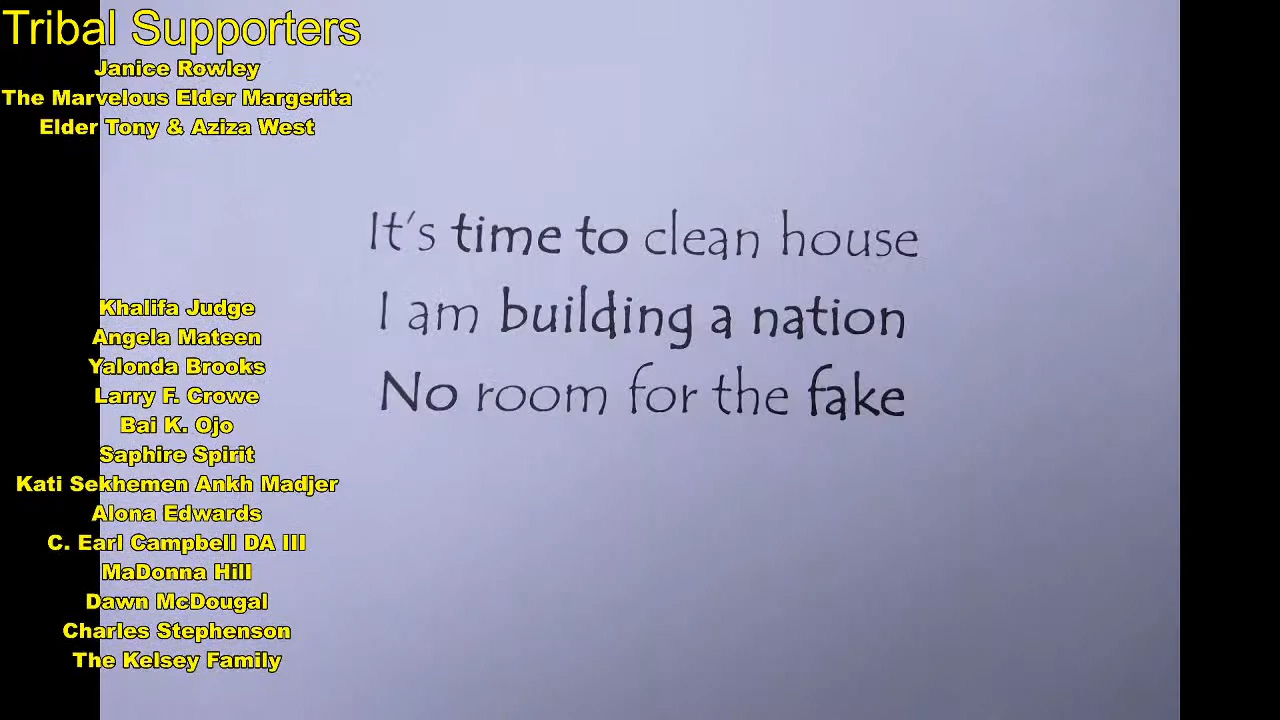 Tribal Supporters
Janice Rowley
The Marvelous Elder Margerita
Elder Tony & Aziza West
It's time to clean house
I am building a nation
No room for the fake
Khalifa Judge
Angela Mateen
Yalonda Brooks
Larry F. Crowe
Bai K. Ojo
Saphire Spirit
Kati Sekhemen Ankh Madjer
Alona Edwards
C. Earl Campbell DA III
MaDonna Hill
Dawn McDougal
Charles Stephenson
The Kelsey Family